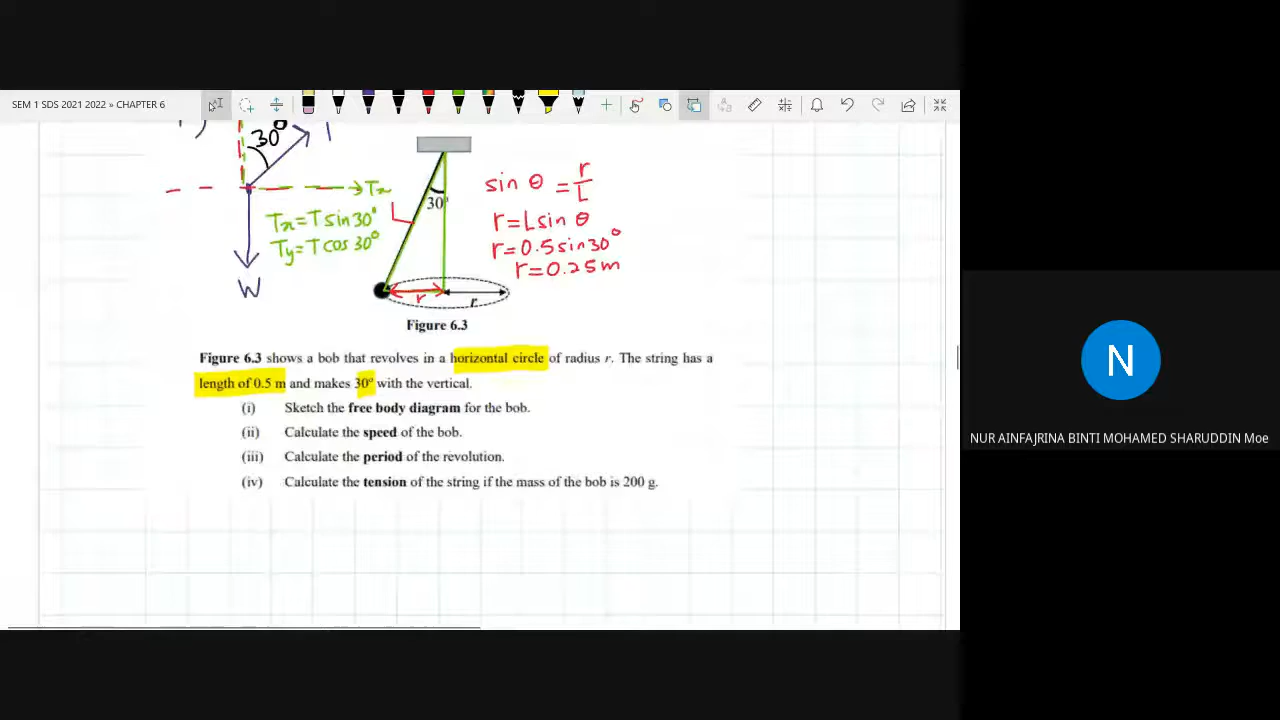 SEM 1 SDS 2021 2022 » CHAPTER 6
30°
T
Tx
Tx = T sin 30°
Ty = T cos 30°
W
L
30°
r
r
sin θ = r/L
r = L sin θ
r = 0.5 sin 30°
r = 0.25 m
Figure 6.3
Figure 6.3 shows a bob that revolves in a horizontal circle of radius r. The string has a
length of 0.5 m and makes 30° with the vertical.
(i) Sketch the free body diagram for the bob.
(ii) Calculate the speed of the bob.
(iii) Calculate the period of the revolution.
(iv) Calculate the tension of the string if the mass of the bob is 200 g.
N
NUR AINFAJRINA BINTI MOHAMED SHARUDDIN Moe